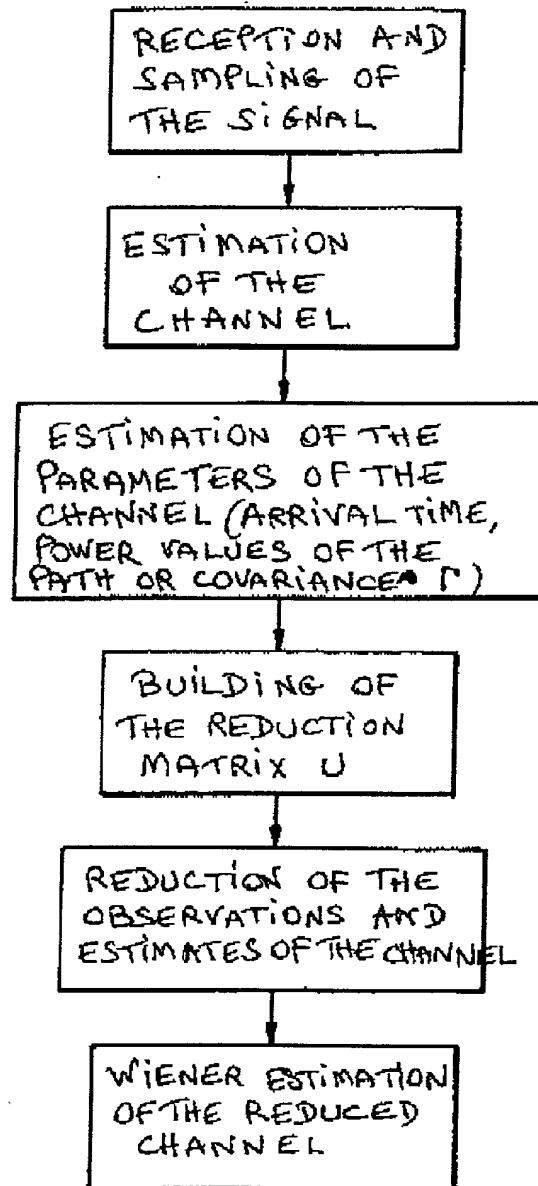 RECEPTION AND
SAMPLING OF
THE SIGNAL
ESTIMATION
OF THE
CHANNEL
ESTIMATION OF THE
PARAMETERS OF THE
CHANNEL (ARRIVAL TIME,
POWER VALUES OF THE
PATH OR COVARIANCE Γ)
BUILDING OF
THE REDUCTION
MATRIX U
REDUCTION OF THE
OBSERVATIONS AND
ESTIMATES OF THE CHANNEL
WIENER ESTIMATION
OF THE REDUCED
CHANNEL